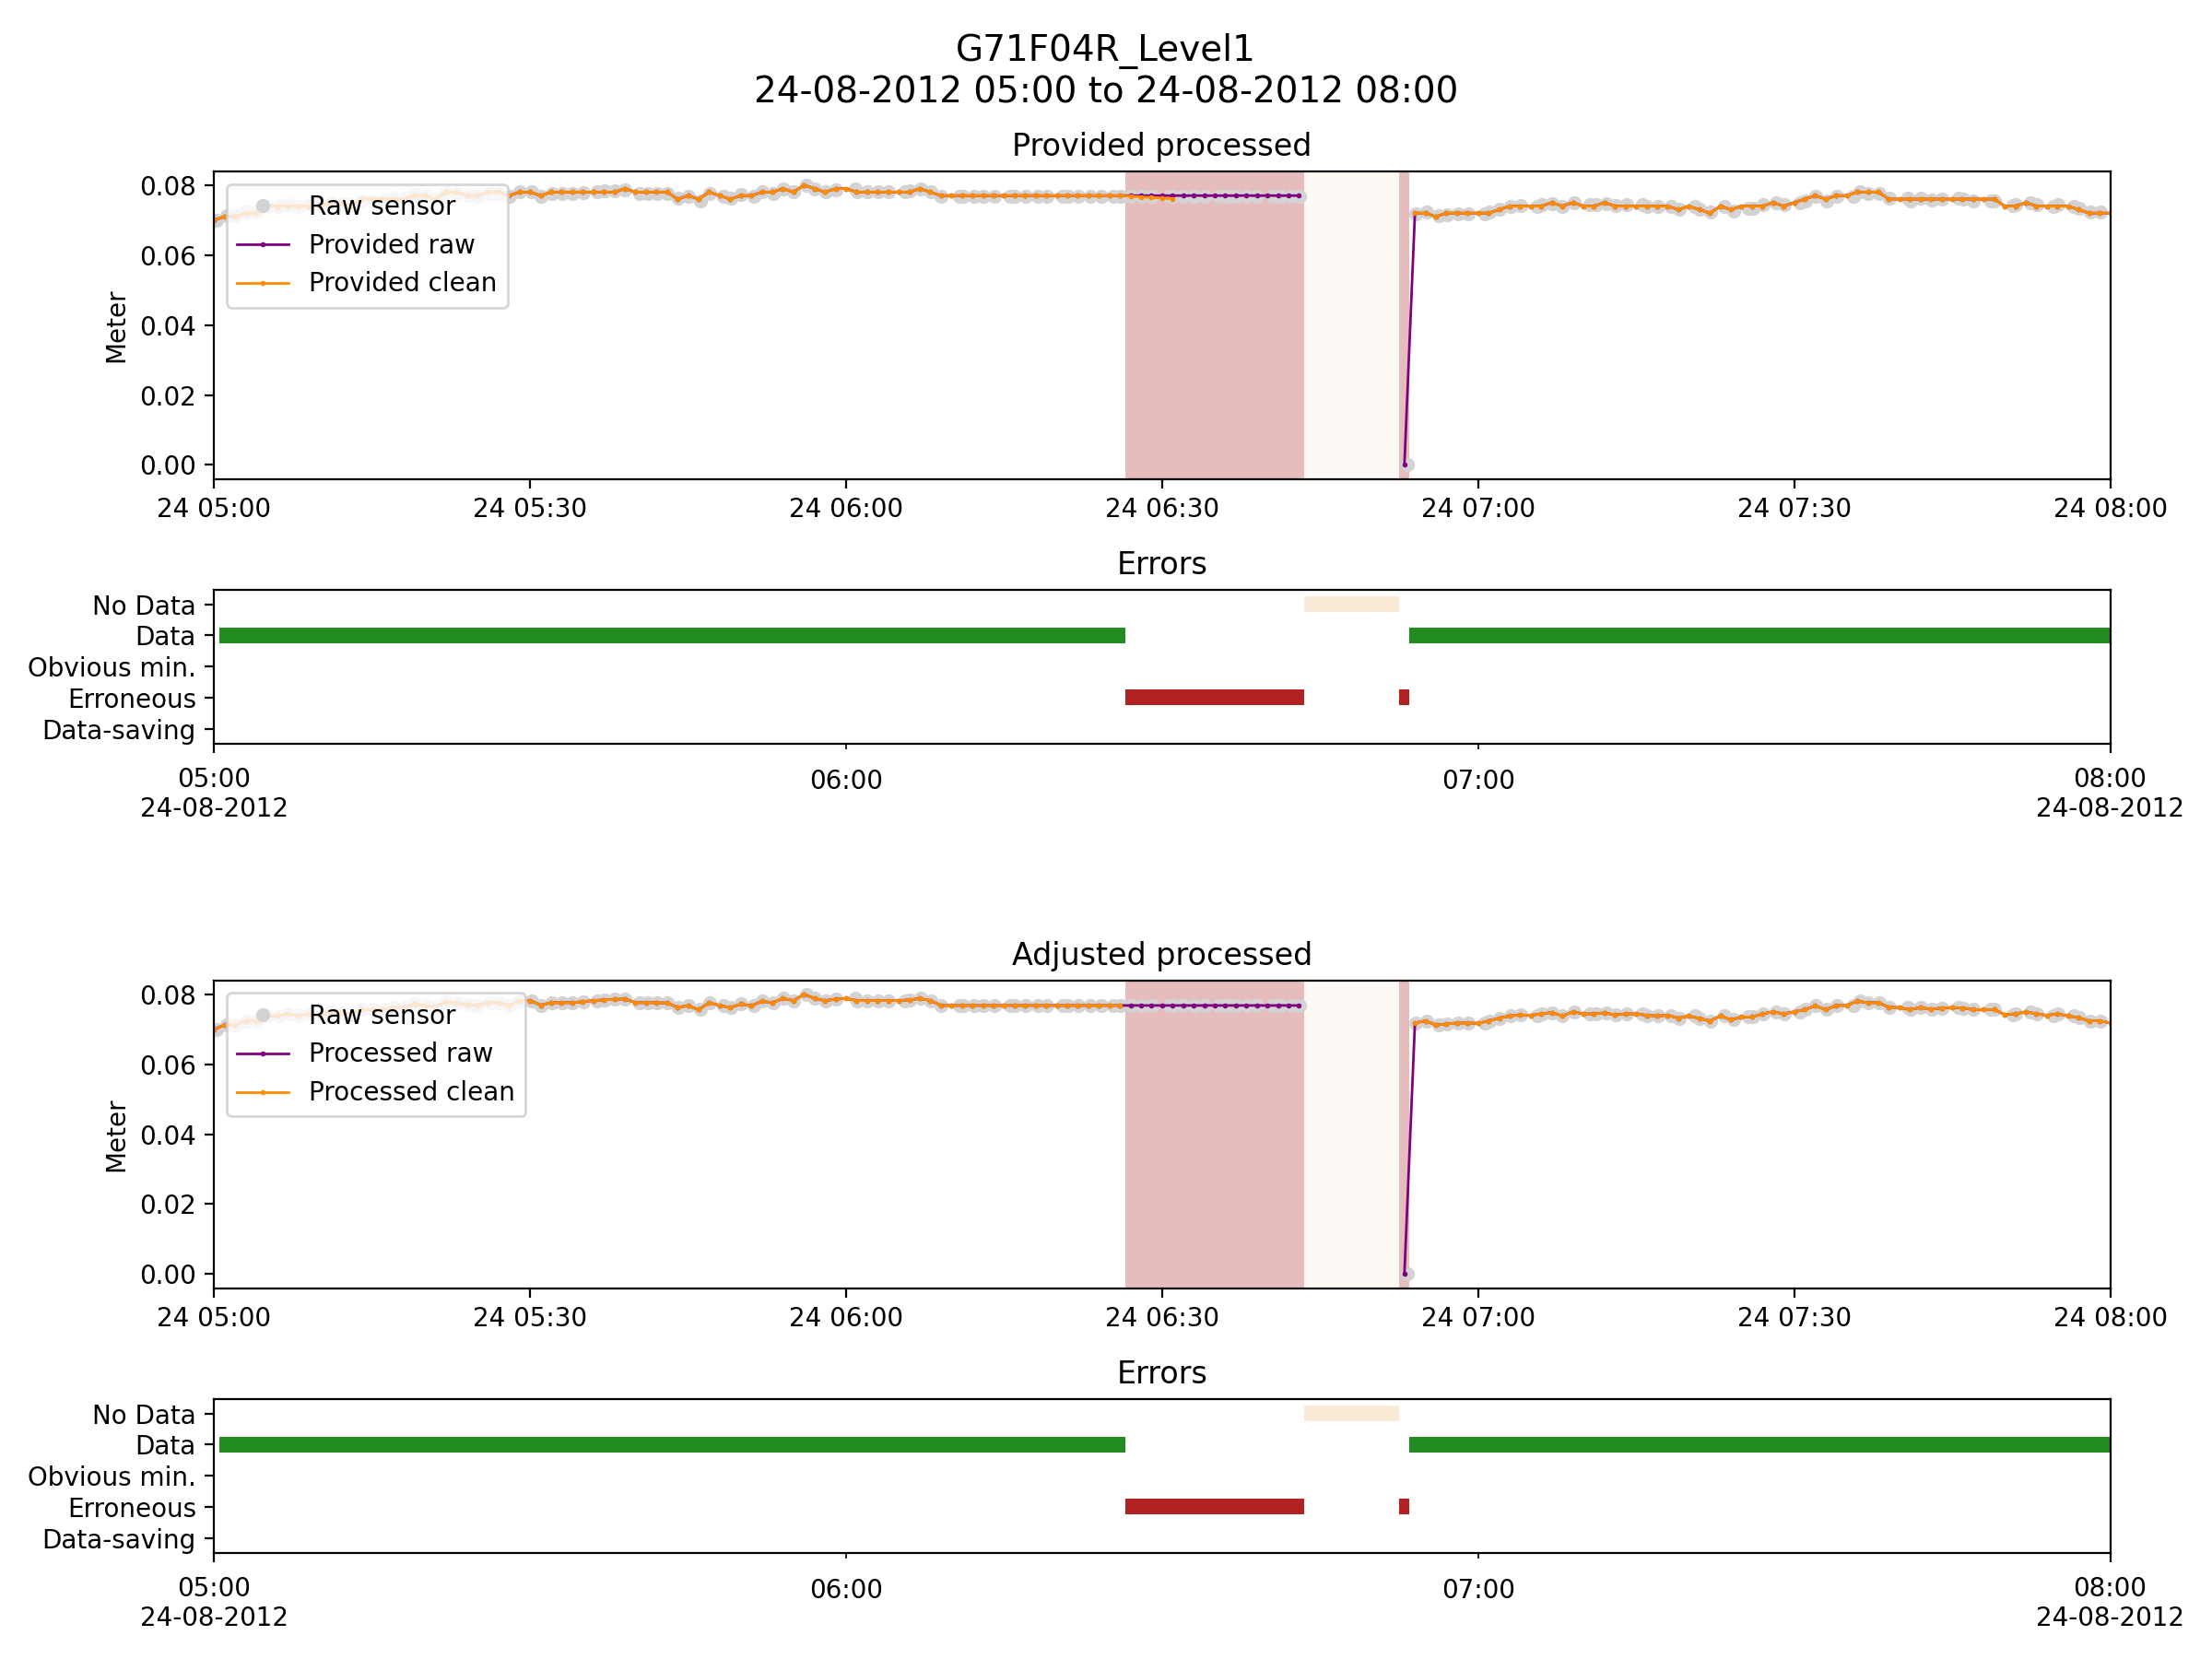 G71F04R_Level1
24-08-2012 05:00 to 24-08-2012 08:00
Provided processed
Meter
0.08
0.06
0.04
0.02
0.00
Raw sensor
Provided raw
Provided clean
24 05:00 24 05:30 24 06:00 24 06:30 24 07:00 24 07:30 24 08:00
Errors
No Data
Data
Obvious min.
Erroneous
Data-saving
05:00 06:00 07:00 08:00
24-08-2012 24-08-2012
Adjusted processed
Meter
0.08
0.06
0.04
0.02
0.00
Raw sensor
Processed raw
Processed clean
24 05:00 24 05:30 24 06:00 24 06:30 24 07:00 24 07:30 24 08:00
Errors
No Data
Data
Obvious min.
Erroneous
Data-saving
05:00 06:00 07:00 08:00
24-08-2012 24-08-2012